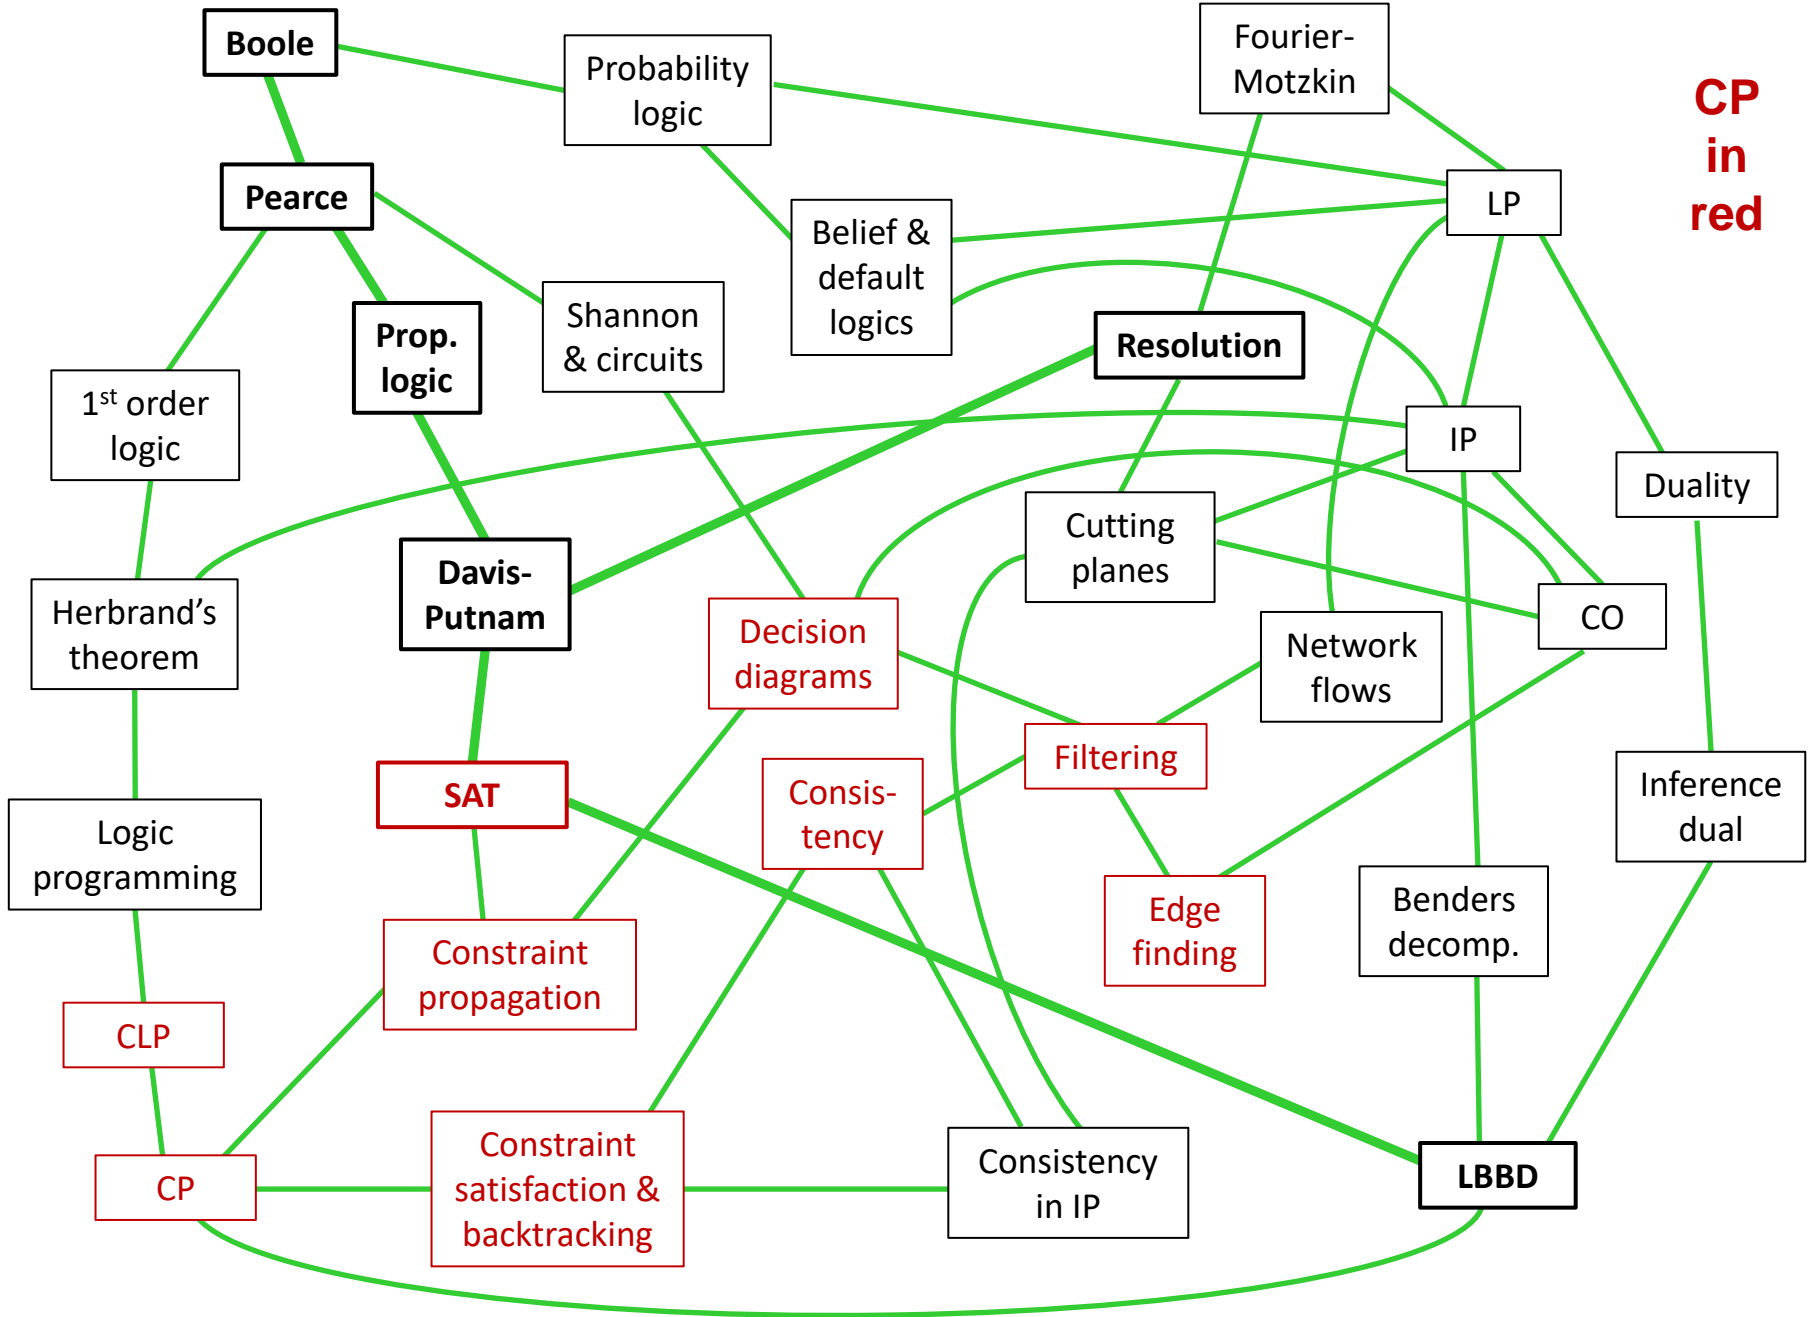 Boole
Probability
logic
Fourier-
Motzkin
CP
in
red
Pearce
LP
Belief &
default
logics
Shannon
& circuits
Prop.
logic
Resolution
1st order
logic
IP
Duality
Cutting
planes
Davis-
Putnam
Herbrand’s
theorem
Decision
diagrams
CO
Network
flows
Filtering
SAT
Consis-
tency
Inference
dual
Logic
programming
Edge
finding
Benders
decomp.
Constraint
propagation
CLP
Constraint
satisfaction &
backtracking
CP
Consistency
in IP
LBBD